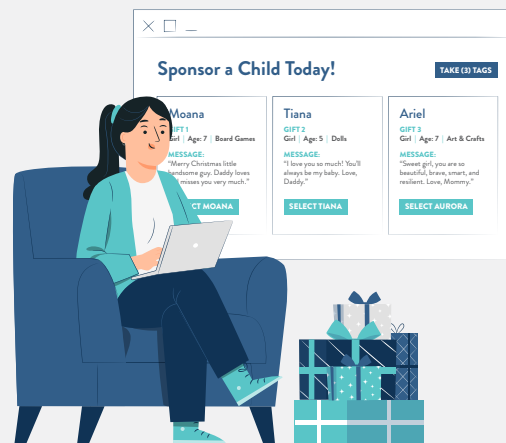 Sponsor a Child Today!
TAKE (3) TAGS
Moana
GIFT 1
Girl | Age: 7 | Board Games
MESSAGE:
"Merry Christmas little
handsome guy. Daddy loves
misses you very much."
CT MOANA
Tiana
GIFT 2
Girl | Age: 5 | Dolls
MESSAGE:
"I love you so much! You'll
always be my baby. Love,
Daddy."
SELECT TIANA
Ariel
GIFT 3
Girl | Age: 7 | Art & Crafts
MESSAGE:
"Sweet girl, you are so
beautiful, brave, smart, and
resilient. Love, Mommy."
SELECT AURORA